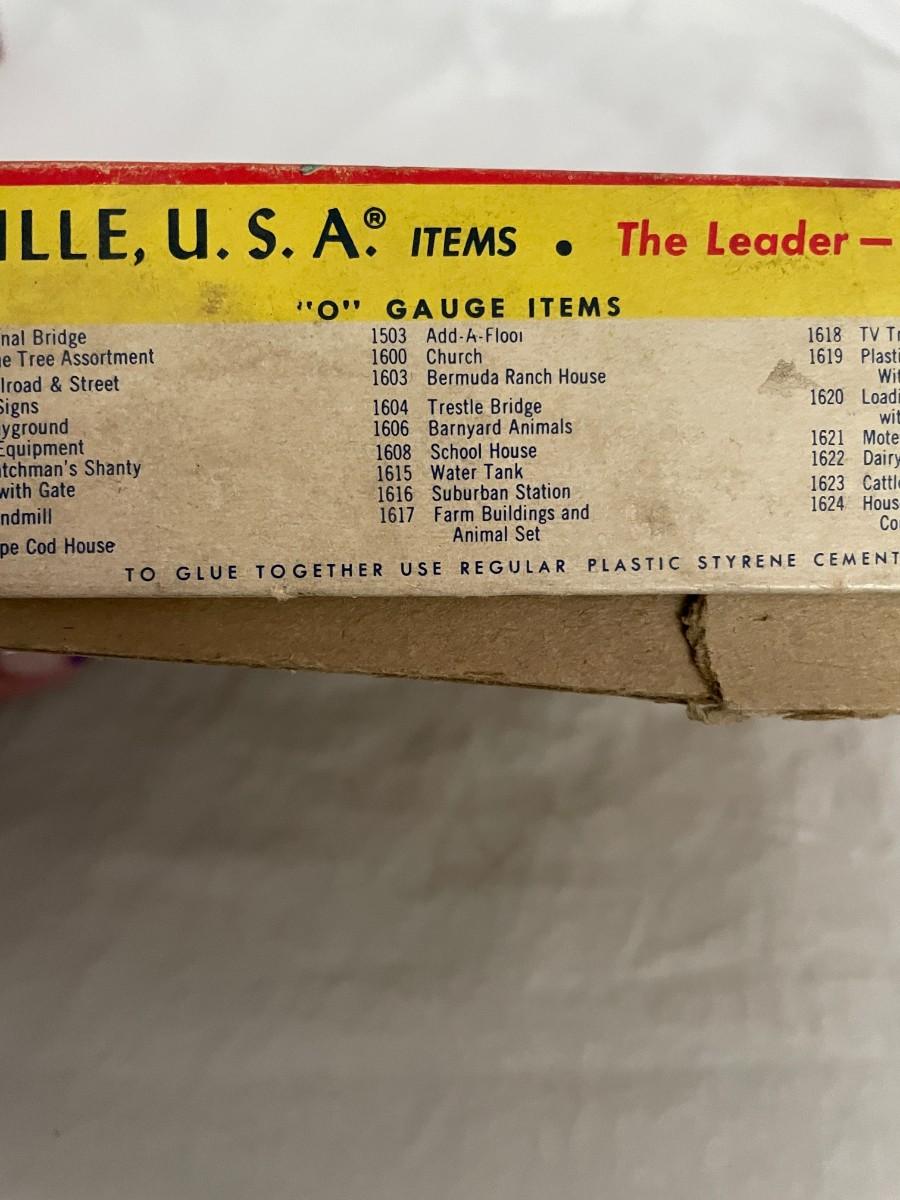 ILLE, U. S. A.® ITEMS • The Leader —
"O" GAUGE ITEMS
nal Bridge
e Tree Assortment
lroad & Street
Signs
yground
Equipment
tchman's Shanty
with Gate
ndmill
pe Cod House
1503 Add-A-Floor
1600 Church
1603 Bermuda Ranch House
1604 Trestle Bridge
1606 Barnyard Animals
1608 School House
1615 Water Tank
1616 Suburban Station
1617 Farm Buildings and
Animal Set
1618 TV Tr
1619 Plasti
Wit
1620 Loadi
wit
1621 Mote
1622 Dairy
1623 Cattle
1624 Hous
Co
TO GLUE TOGETHER USE REGULAR PLASTIC STYRENE CEMENT